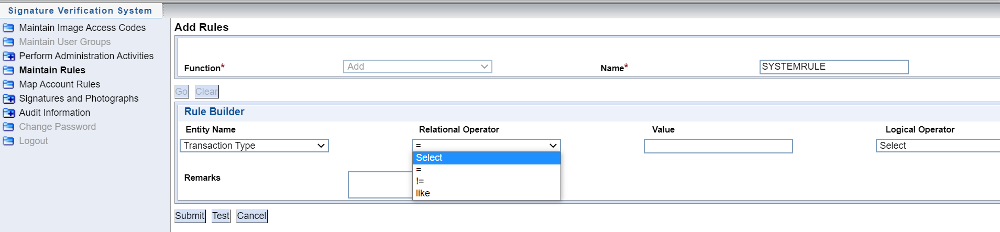 Signature Verification System
Maintain Image Access Codes
Maintain User Groups
Perform Administration Activities
Maintain Rules
Map Account Rules
Signatures and Photographs
Audit Information
Change Password
Logout
Add Rules
Function* Add Name* SYSTEMRULE
Go Clear
Rule Builder
Entity Name Relational Operator Value Logical Operator
Transaction Type = Select
Select
=
!=
like
Remarks
Submit Test Cancel